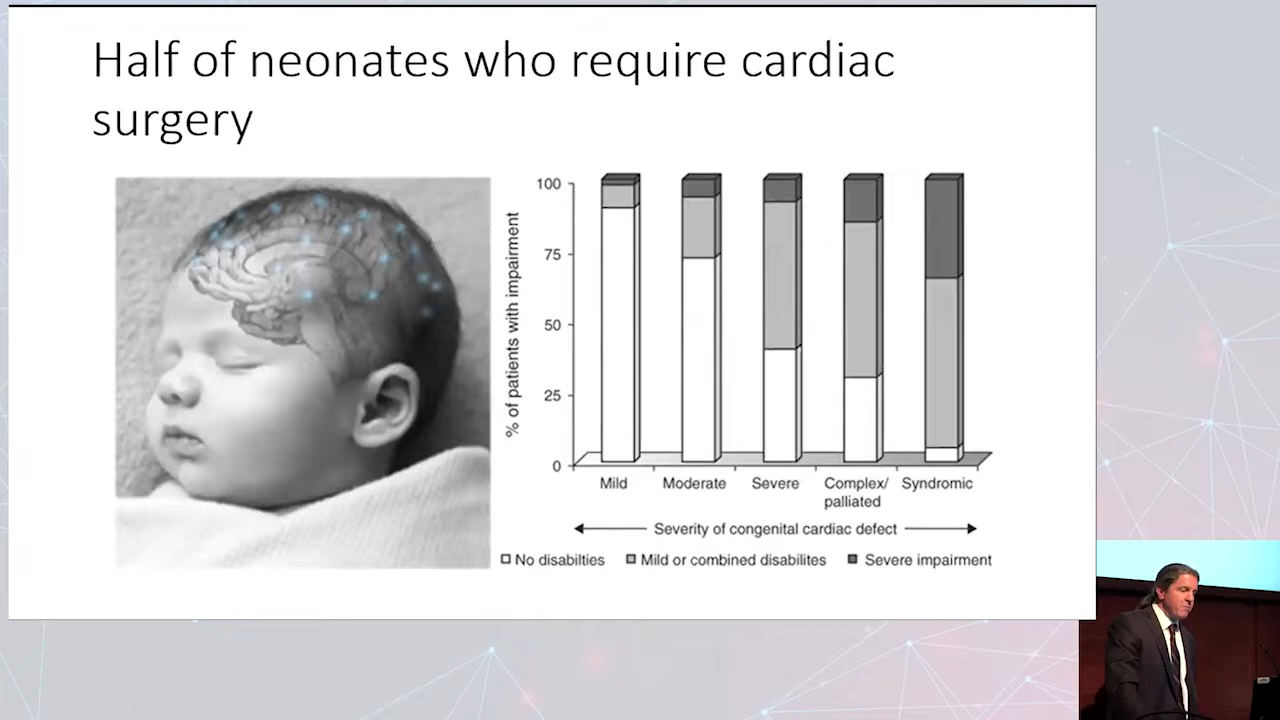 Half of neonates who require cardiac
surgery
% of patients with impairment
100
75
50
25
0
Mild
Moderate
Severe
Complex/
palliated
Syndromic
Severity of congenital cardiac defect
No disabilties
Mild or combined disabilites
Severe impairment